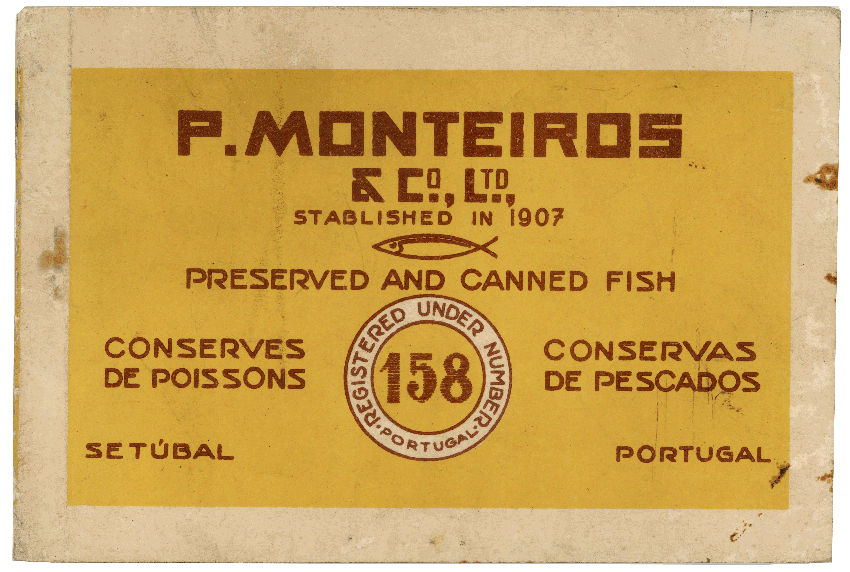 P. MONTEIROS
& Cº., LTD.,
STABLISHED IN 1907
PRESERVED AND CANNED FISH
CONSERVES
DE POISSONS
REGISTERED UNDER NUMBER
158
PORTUGAL
CONSERVAS
DE PESCADOS
SETÚBAL
PORTUGAL